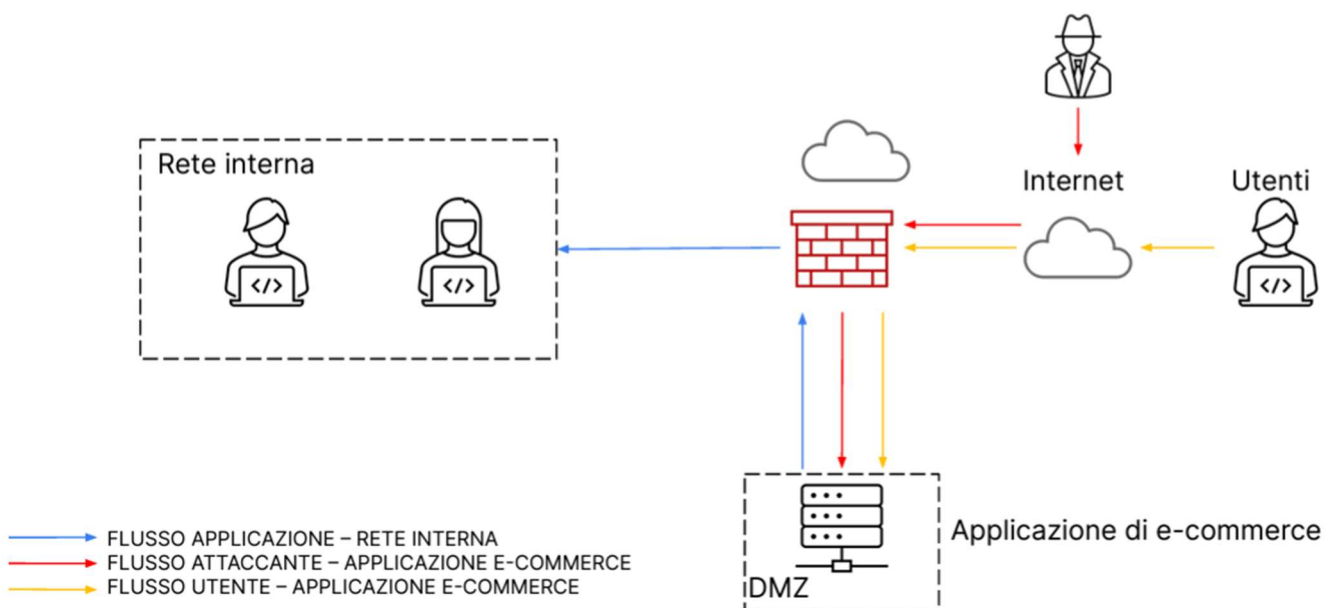 Rete interna
Internet
Utenti
</>
</>
</>
Applicazione di e-commerce
DMZ
FLUSSO APPLICAZIONE – RETE INTERNA
FLUSSO ATTACCANTE – APPLICAZIONE E-COMMERCE
FLUSSO UTENTE – APPLICAZIONE E-COMMERCE